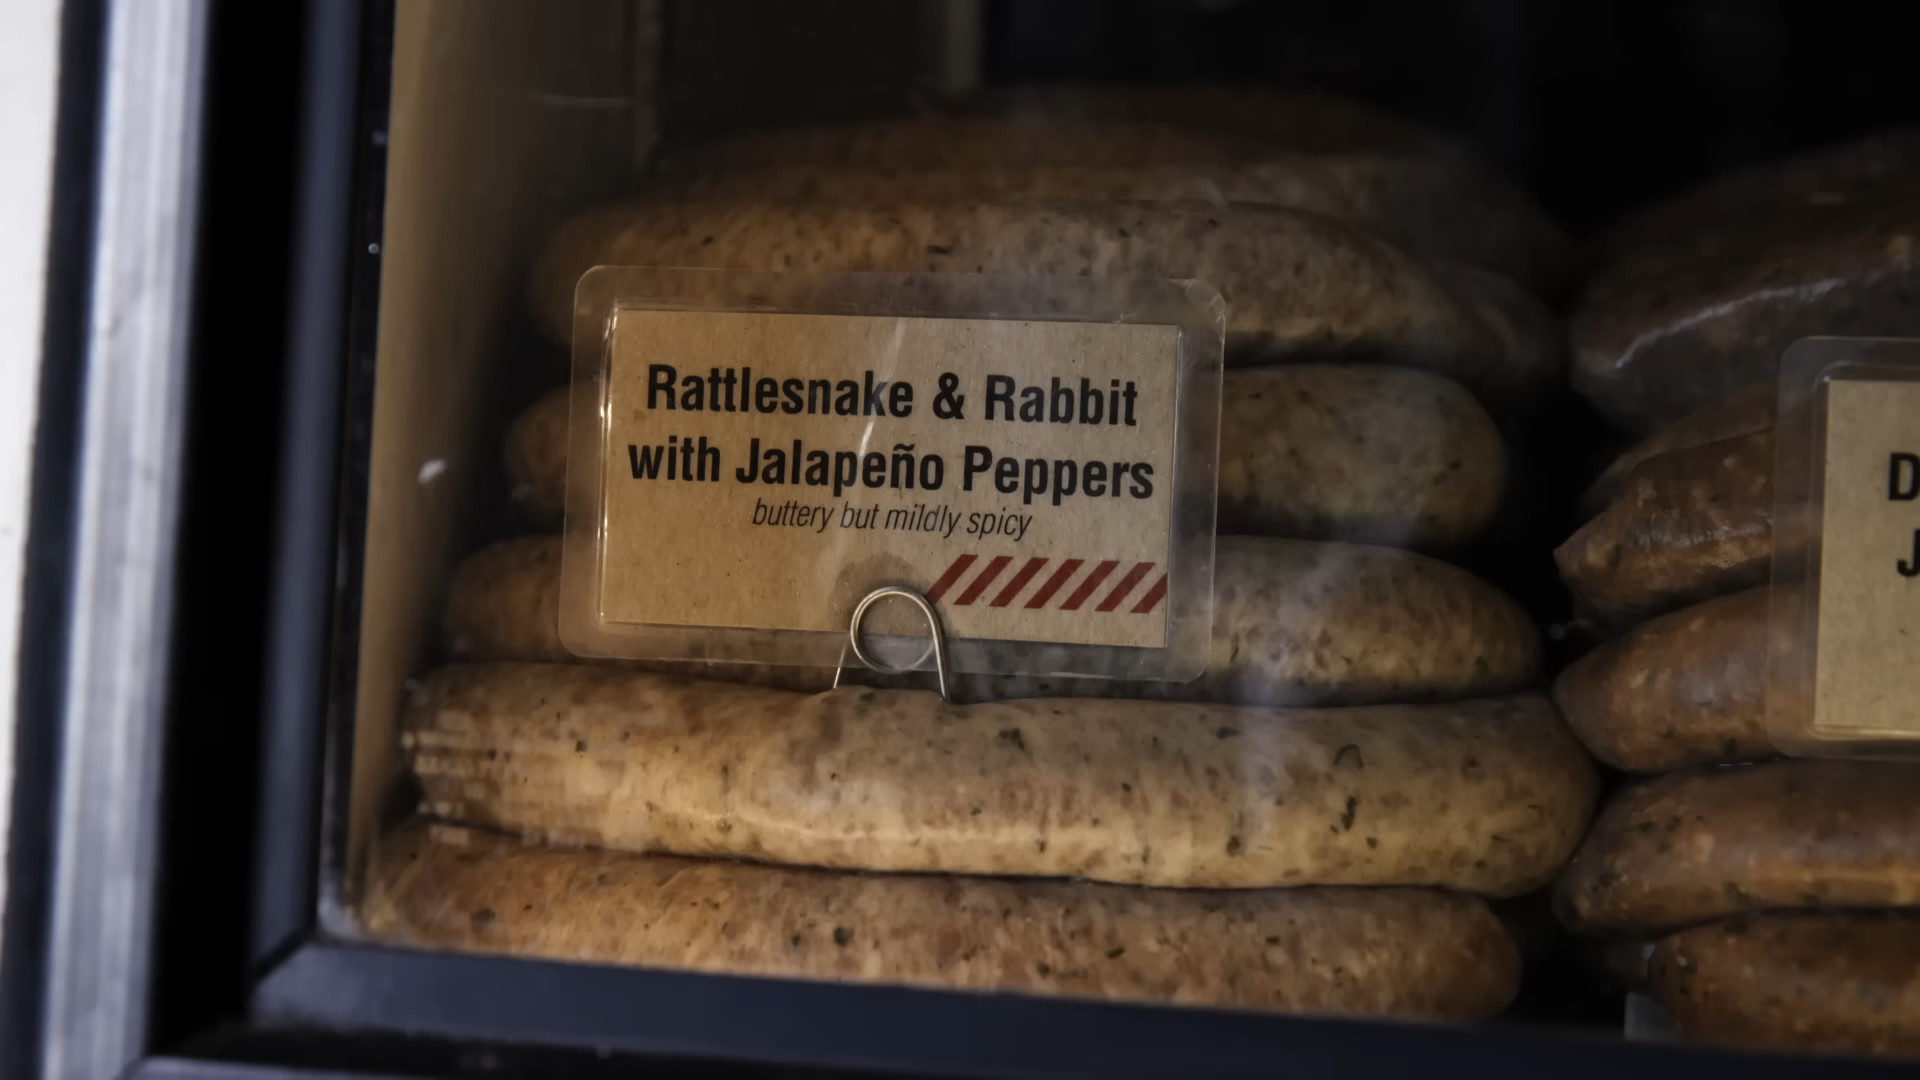 Rattlesnake & Rabbit
with Jalapeño Peppers
buttery but mildly spicy